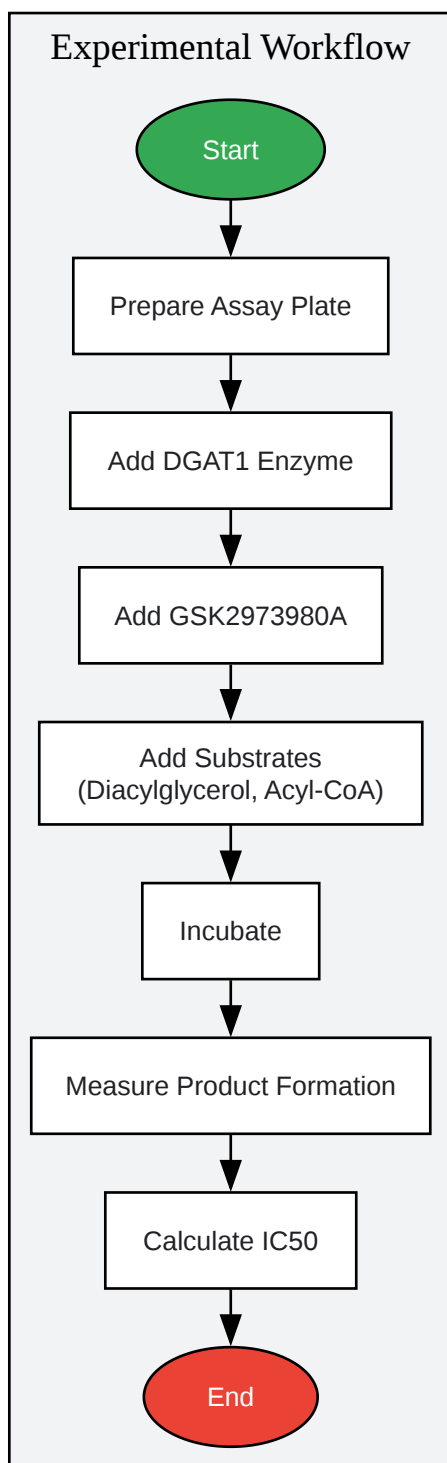 Experimental Workflow
Start
Prepare Assay Plate
Add DGAT1 Enzyme
Add GSK2973980A
Add Substrates
(Diacylglycerol, Acyl-CoA)
Incubate
Measure Product Formation
Calculate IC50
End